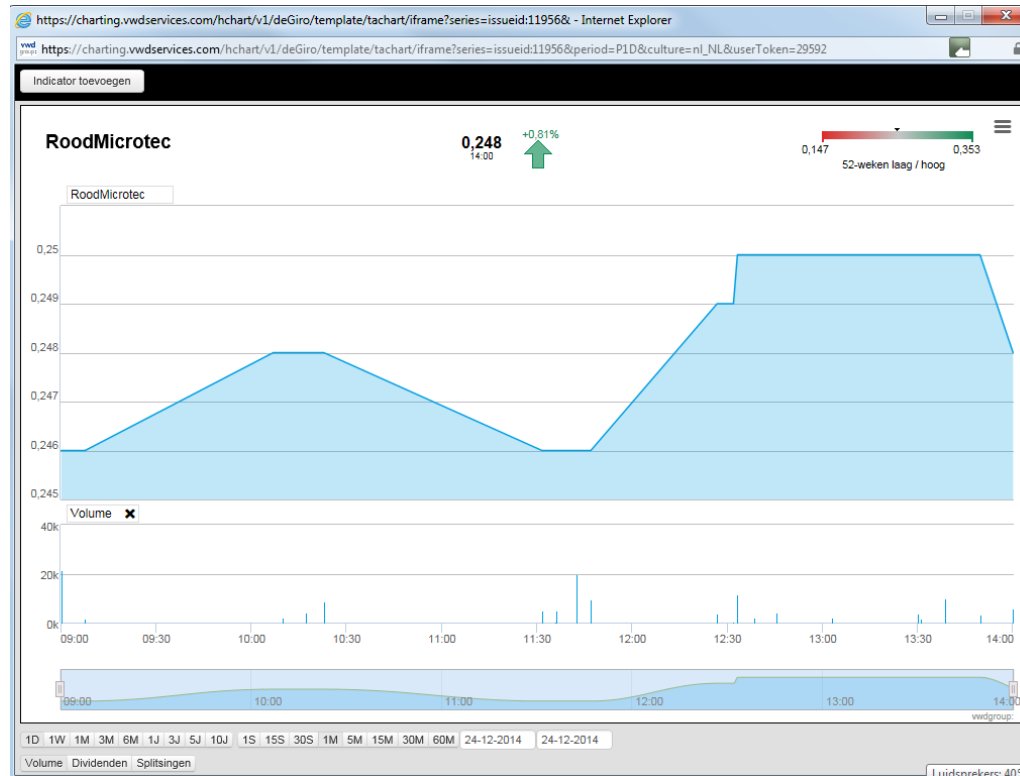 https://charting.vwdservices.com/hchart/v1/deGiro/template/tachart/iframe?series=issueid:11956& - Internet Explorer
vwd group: https://charting.vwdservices.com/hchart/v1/deGiro/template/tachart/iframe?series=issueid:11956&period=P1D&culture=nl_NL&userToken=29592
Indicator toevoegen
RoodMicrotec
0,248
14:00
+0,81%
0,147 0,353
52-weken laag / hoog
RoodMicrotec
0,25
0,249
0,248
0,247
0,246
0,245
Volume
40k
20k
0k
09:00 09:30 10:00 10:30 11:00 11:30 12:00 12:30 13:00 13:30 14:00
09:00 10:00 11:00 12:00 13:00 14:00
vwdgroup:
1D 1W 1M 3M 6M 1J 3J 5J 10J 1S 15S 30S 1M 5M 15M 30M 60M 24-12-2014 24-12-2014
Volume Dividenden Splitsingen
Luidsprekers: 40%